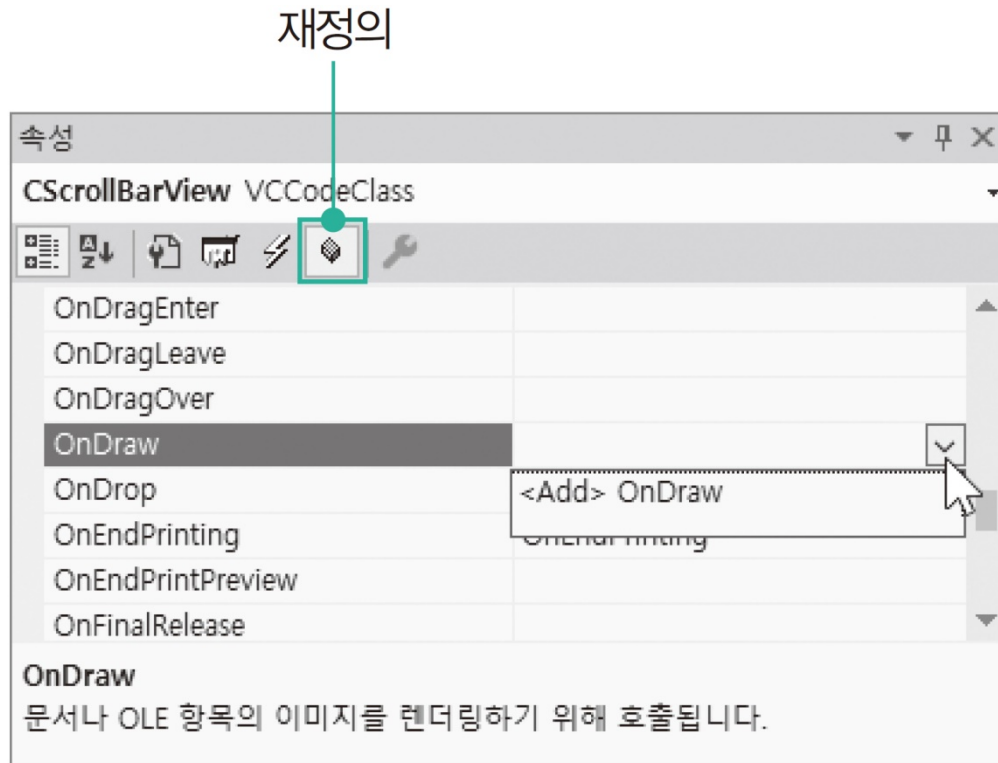 재정의
속성
CScrollBarView VCCodeClass
OnDragEnter
OnDragLeave
OnDragOver
OnDraw
OnDrop
<Add> OnDraw
OnEndPrinting OnEndPrinting
OnEndPrintPreview
OnFinalRelease
OnDraw
문서나 OLE 항목의 이미지를 렌더링하기 위해 호출됩니다.